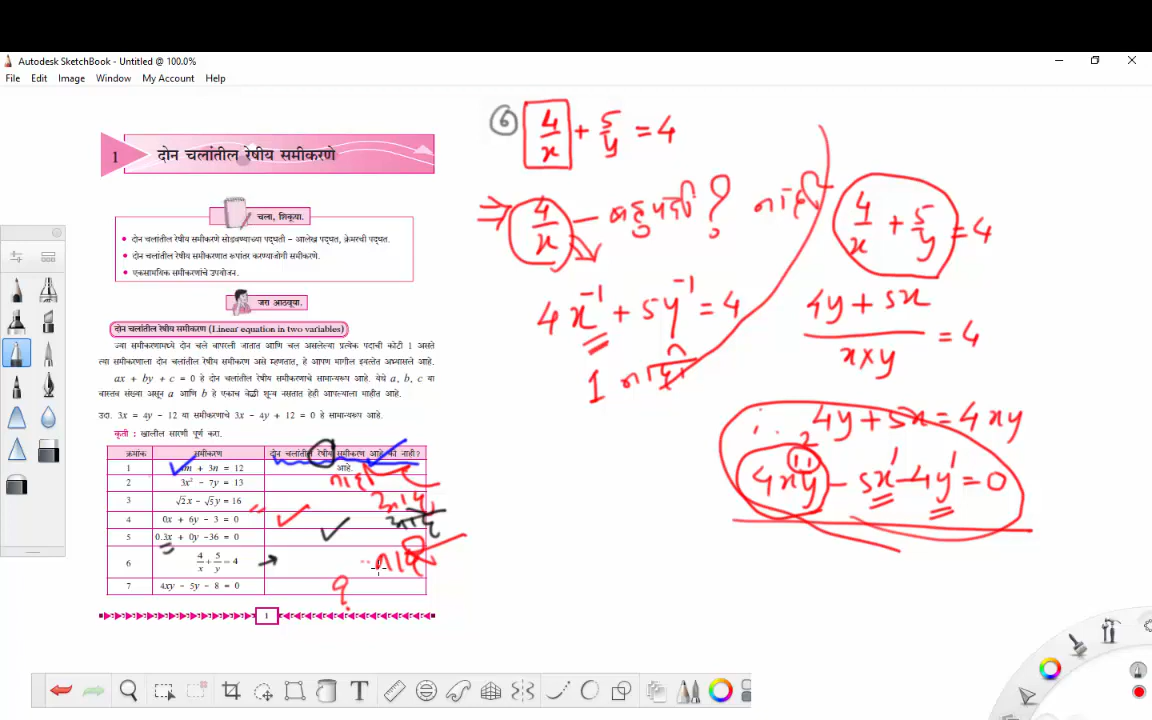 Autodesk SketchBook - Untitled @ 100.0%
File Edit Image Window My Account Help
1 दोन चलांतील रेषीय समीकरणे
चला, शिकूया.
• दोन चलांतील रेषीय समीकरणे सोडवण्याच्या पद्धती - आलेख पद्धत, क्रेमरची पद्धत.
• दोन चलांतील रेषीय समीकरणात रूपांतर करण्याजोगी समीकरणे.
• एकसामयिक समीकरणांचे उपयोजन.
जरा आठवूया.
दोन चलांतील रेषीय समीकरणे (Linear equation in two variables)
ज्या समीकरणामध्ये दोन चले वापरली जातात आणि चल असलेल्या प्रत्येक पदाची कोटी 1 असते
त्या समीकरणाला दोन चलांतील रेषीय समीकरण असे म्हणतात, हे आपण मागील इयत्तेत अभ्यासले आहे.
ax + by + c = 0 हे दोन चलांतील रेषीय समीकरणाचे सामान्यरूप आहे. येथे a, b, c या
वास्तव संख्या असून a आणि b हे एकाच वेळी शून्य नसतात हेही आपल्याला माहीत आहे.
उदा. 3x = 4y - 12 या समीकरणाचे 3x - 4y + 12 = 0 हे सामान्यरूप आहे.
कृती : खालील सारणी पूर्ण करा.
क्रमांक समीकरण दोन चलांतील रेषीय समीकरण आहे का नाही?
1 m + 3n = 12 आहे.
2 3x² - 7y = 13 नाही
3 √2x - √5y = 16
4 0x + 6y - 3 = 0
5 0.3x + 0y -36 = 0
6 4/x + 5/y = 4 नाही
7 4xy - 5y - 8 = 0 ?
1
6 4/x + 5/y = 4
⇒ 4/x - बहुपदी ? नाही
4x⁻¹ + 5y⁻¹ = 4
1 नाही
4/x + 5/y = 4
4y + 5x
x×y
= 4
∴ 4y + 5x = 4xy
4xy - 5x¹ - 4y¹ = 0